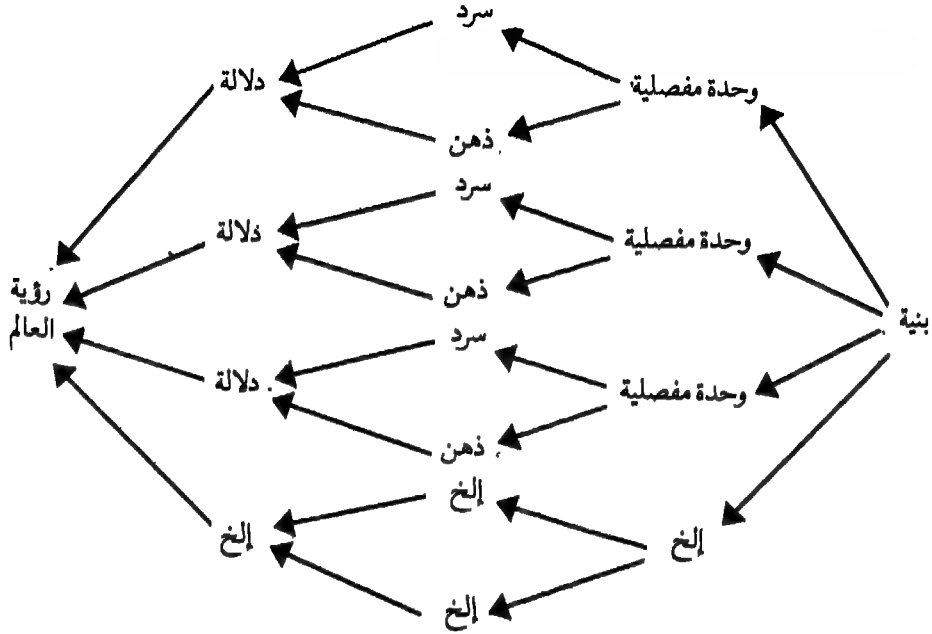 سرد
وحدة مفصلية
دلالة
ذهن
سرد
وحدة مفصلية
دلالة
ذهن
رؤية
العالم
بنية
سرد
وحدة مفصلية
دلالة
ذهن
إلخ
إلخ
إلخ
إلخ